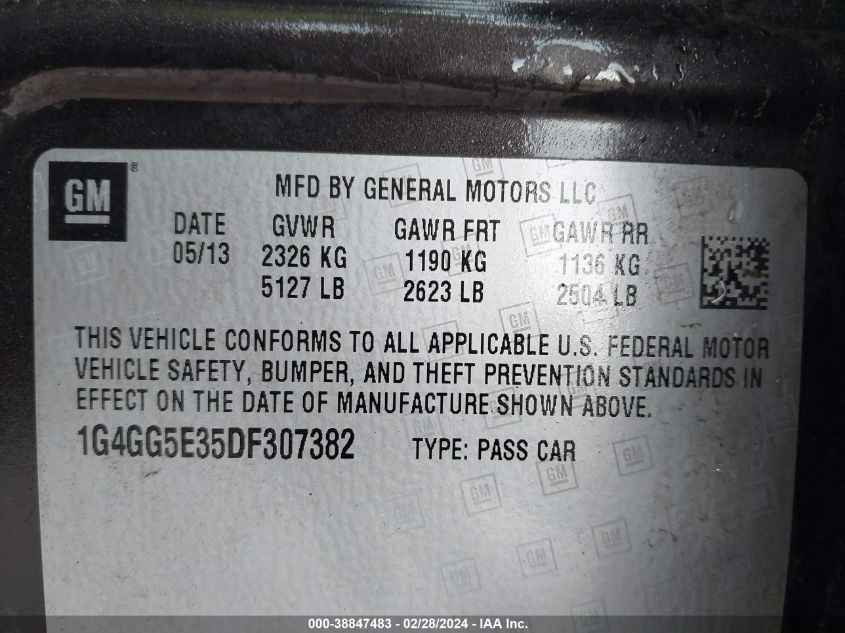 GM ®
MFD BY GENERAL MOTORS LLC
DATE GVWR GAWR FRT GAWR RR
05/13 2326 KG 1190 KG 1136 KG
5127 LB 2623 LB 2504 LB
THIS VEHICLE CONFORMS TO ALL APPLICABLE U.S. FEDERAL MOTOR
VEHICLE SAFETY, BUMPER, AND THEFT PREVENTION STANDARDS IN
EFFECT ON THE DATE OF MANUFACTURE SHOWN ABOVE.
1G4GG5E35DF307382 TYPE: PASS CAR
000-38847483 - 02/28/2024 - IAA Inc.